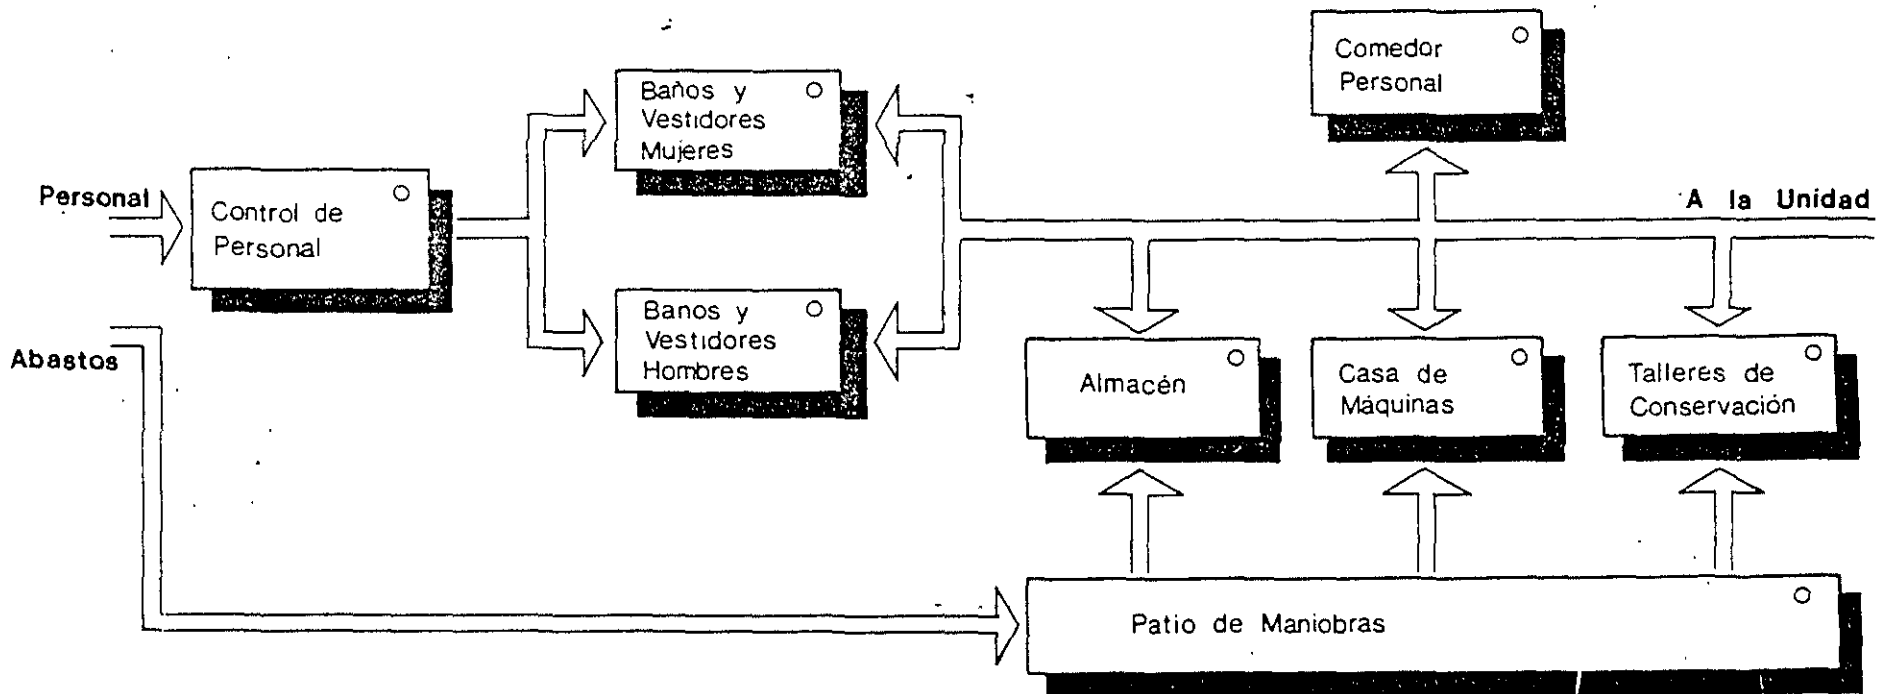 Comedor
Personal
Baños y
Vestidores
Mujeres
Personal
Control de
Personal
A la Unidad
Banos y
Vestidores
Hombres
Abastos
Almacén
Casa de
Máquinas
Talleres de
Conservación
Patio de Maniobras